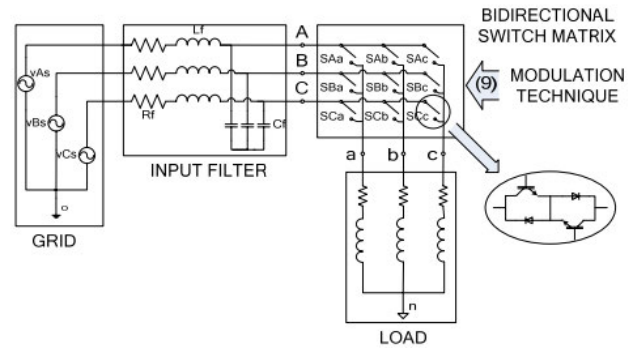 Lf
A
B
C
vAs
vBs
vCs
Rf
Cf
SAa SAb SAc
SBa SBb SBc
SCa SCb SCc
BIDIRECTIONAL
SWITCH MATRIX
(9)
MODULATION
TECHNIQUE
a b c
INPUT FILTER
o
GRID
n
LOAD